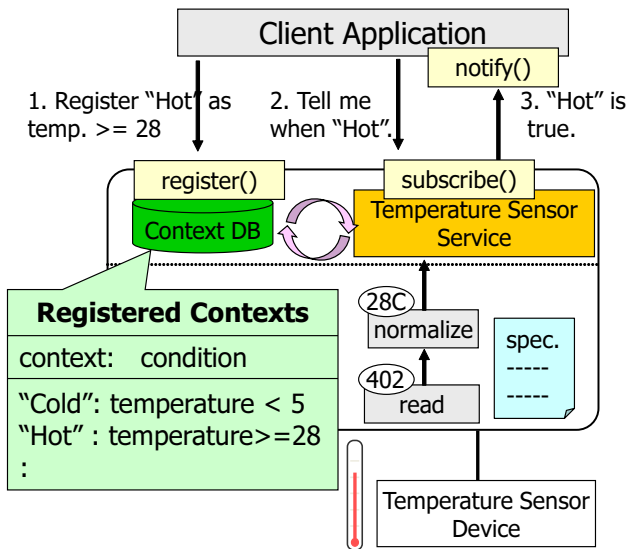 Client Application
notify()
1. Register “Hot” as
temp. >= 28
2. Tell me
when “Hot”.
3. “Hot” is
true.
register()
subscribe()
Context DB
Temperature Sensor
Service
28C
normalize
402
read
spec.
-----
-----
Registered Contexts
context: condition
“Cold”: temperature < 5
“Hot” : temperature>=28
:
Temperature Sensor
Device